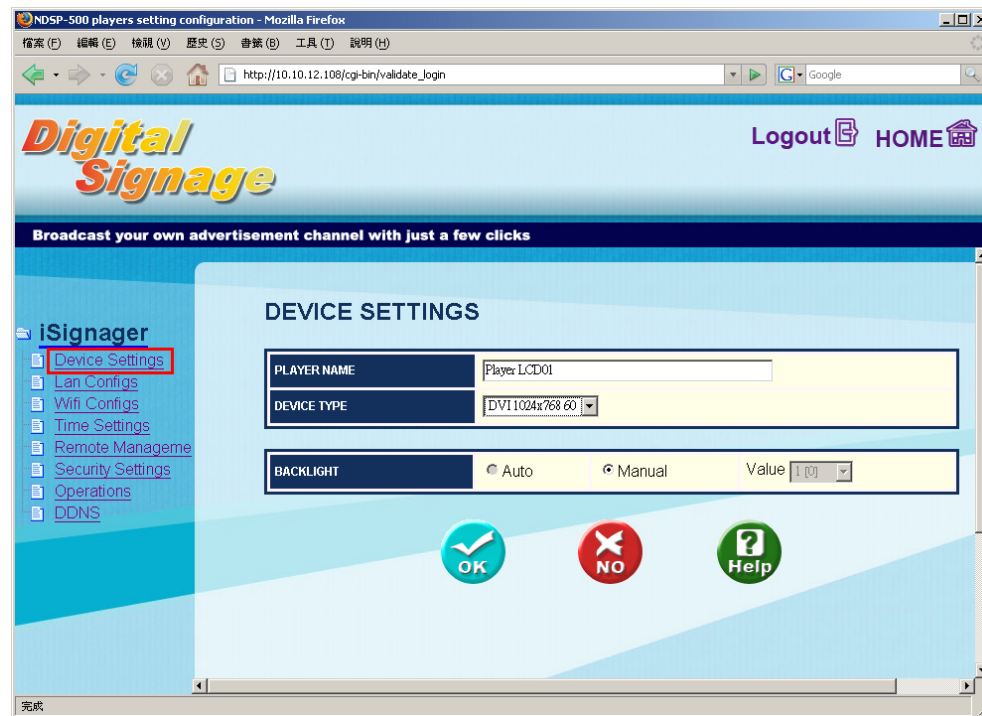 NDSP-500 players setting configuration - Mozilla Firefox
檔案(F) 編輯(E) 檢視(V) 歷史(S) 書籤(B) 工具(T) 說明(H)
http://10.10.12.108/cgi-bin/validate_login
G Google
Digital
Signage
Logout HOME
Broadcast your own advertisement channel with just a few clicks
iSignager
Device Settings
Lan Configs
Wifi Configs
Time Settings
Remote Manageme
Security Settings
Operations
DDNS
DEVICE SETTINGS
PLAYER NAME Player LCD01
DEVICE TYPE DVI 1024x768 60
BACKLIGHT Auto Manual Value 1 [0]
OK NO Help
完成